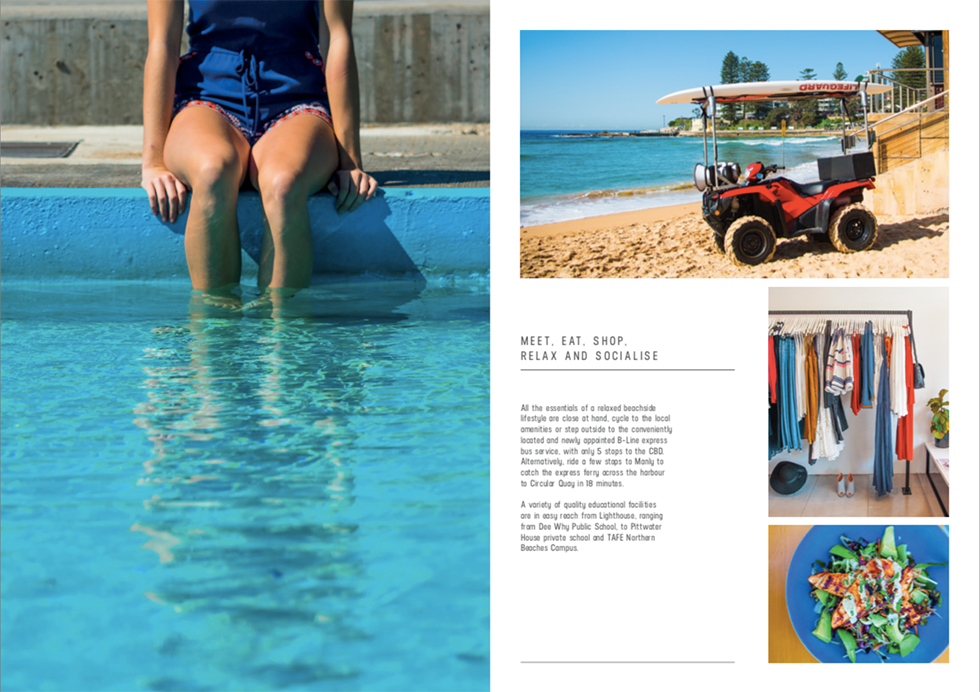 LIFEGUARD
MEET, EAT, SHOP,
RELAX AND SOCIALISE
All the essentials of a relaxed beachside
lifestyle are close at hand, cycle to the local
amenities or step outside to the conveniently
located and newly appointed B-Line express
bus service, with only 5 stops to the CBD.
Alternatively, ride a few stops to Manly to
catch the express ferry across the harbour
to Circular Quay in 18 minutes.
A variety of quality educational facilities
are in easy reach from Lighthouse, ranging
from Dee Why Public School, to Pittwater
House private school and TAFE Northern
Beaches Campus.